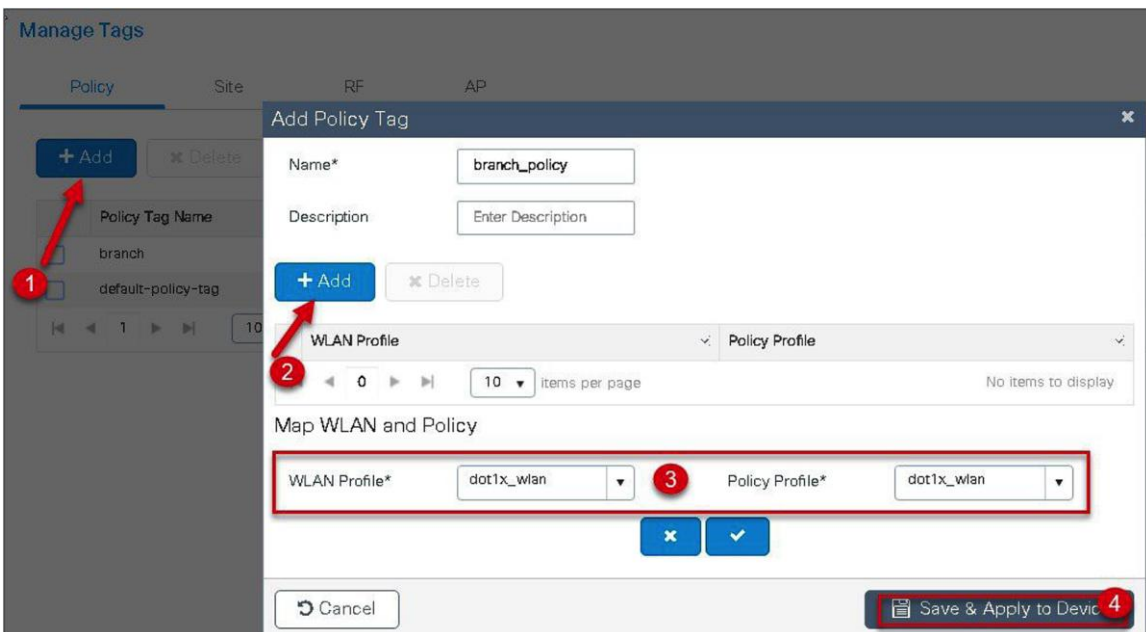 Manage Tags
Policy Site RF AP
+ Add × Delete
Policy Tag Name
branch
default-policy-tag
1 10
1
Add Policy Tag ×
Name* branch_policy
Description Enter Description
+ Add × Delete
2
WLAN Profile Policy Profile
0 10 items per page No items to display
Map WLAN and Policy
WLAN Profile* dot1x_wlan 3 Policy Profile* dot1x_wlan
Cancel Save & Apply to Devic 4